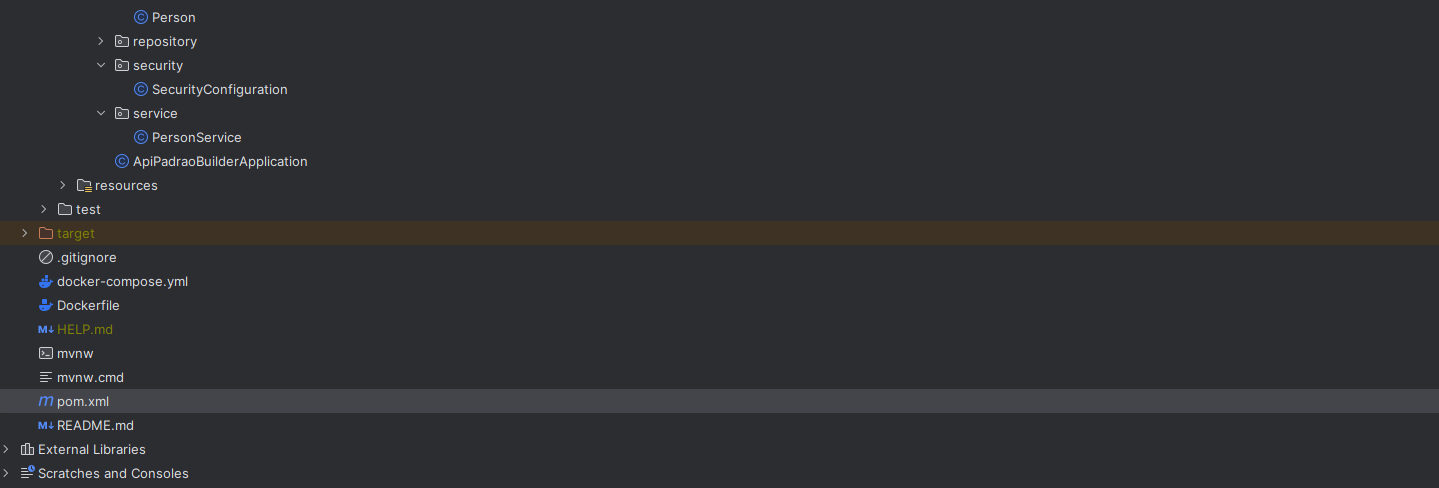 Person
repository
security
SecurityConfiguration
service
PersonService
ApiPadraoBuilderApplication
resources
test
target
.gitignore
docker-compose.yml
Dockerfile
HELP.md
mvnw
mvnw.cmd
pom.xml
README.md
External Libraries
Scratches and Consoles